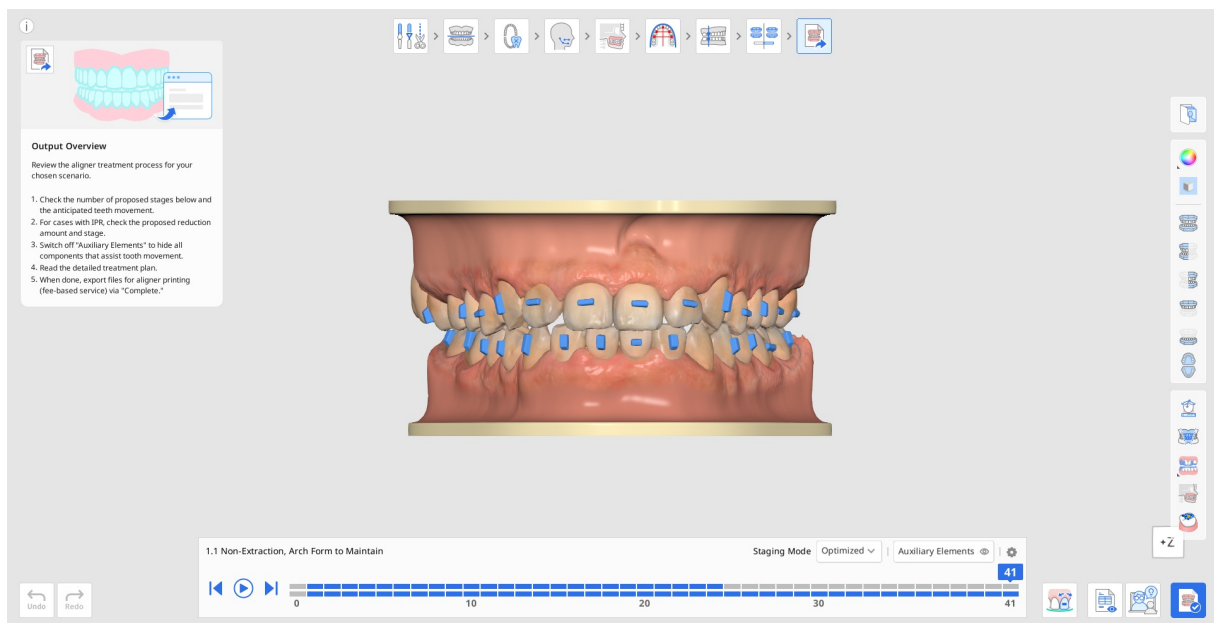 Output Overview
Review the aligner treatment process for your
chosen scenario.
1. Check the number of proposed stages below and
the anticipated teeth movement.
2. For cases with IPR, check the proposed reduction
amount and stage.
3. Switch off "Auxiliary Elements" to hide all
components that assist tooth movement.
4. Read the detailed treatment plan.
5. When done, export files for aligner printing
(fee-based service) via "Complete."
+Z
1.1 Non-Extraction, Arch Form to Maintain
Staging Mode
Optimized
Auxiliary Elements
41
0
10
20
30
41
Undo
Redo